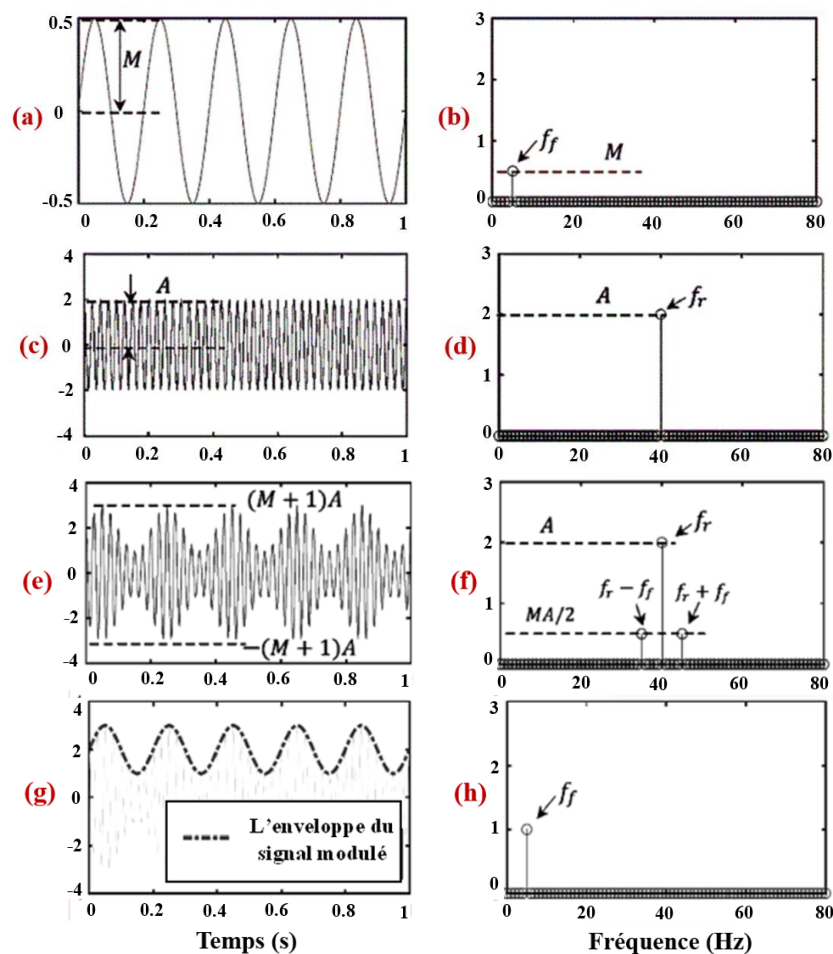 0.5
M
(a)
0
-0.5
0 0.2 0.4 0.6 0.8 1
3
2
(b)
1
0
f_f
M
0 20 40 60 80
4
2
A
(c)
0
-2
-4
0 0.2 0.4 0.6 0.8 1
3
2
A
f_r
(d)
1
0
0 20 40 60 80
4
2
(M + 1)A
(e)
0
-2
-(M + 1)A
-4
0 0.2 0.4 0.6 0.8 1
3
A
f_r
2
(f)
f_r − f_f
f_r + f_f
1
MA/2
0
0 20 40 60 80
4
2
(g)
0
L'enveloppe du
signal modulé
-2
-4
0 0.2 0.4 0.6 0.8 1
Temps (s)
3
2
(h)
f_f
1
0
0 20 40 60 80
Fréquence (Hz)